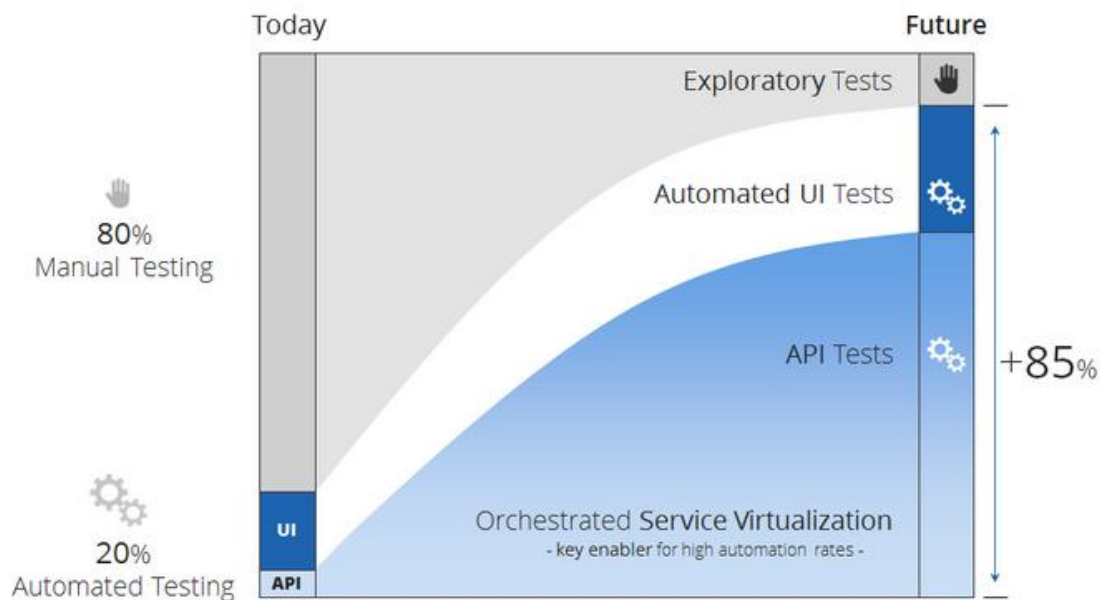 Today
Future
Exploratory Tests
Automated UI Tests
80%
Manual Testing
API Tests
+85%
UI
Orchestrated Service Virtualization
- key enabler for high automation rates -
20%
Automated Testing
API